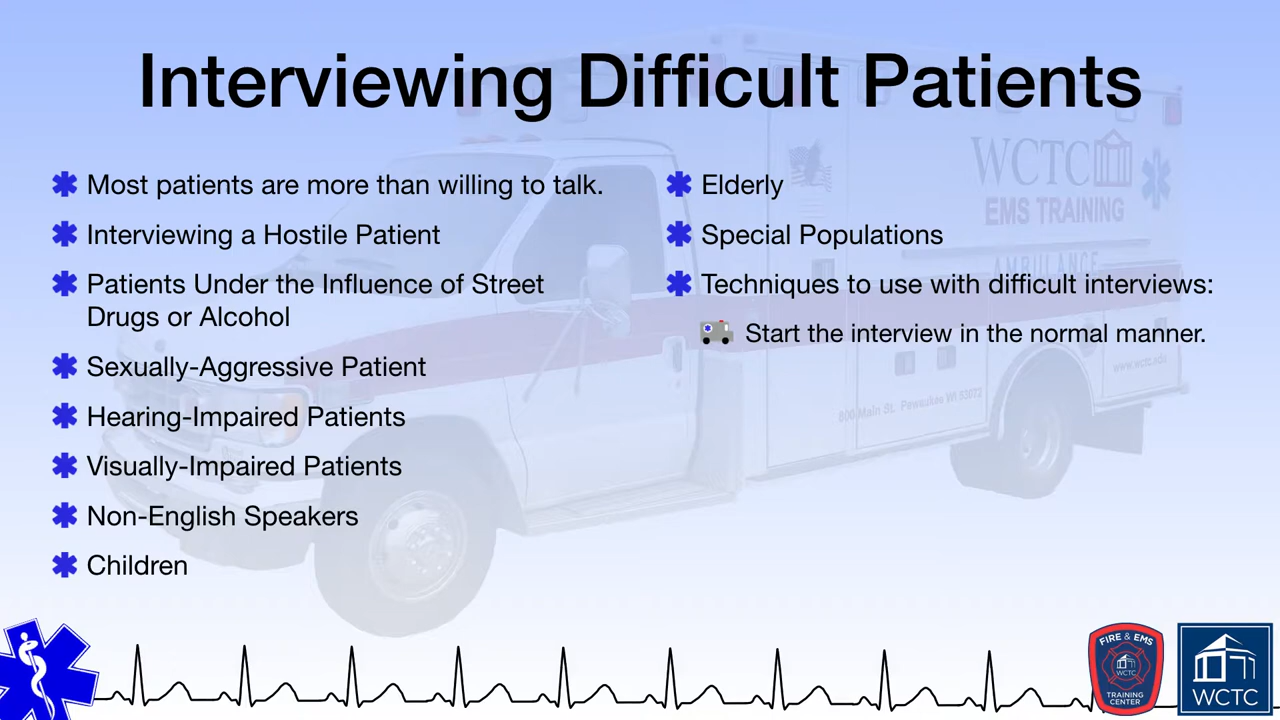 Interviewing Difficult Patients
Most patients are more than willing to talk.
Interviewing a Hostile Patient
Patients Under the Influence of Street
Drugs or Alcohol
Sexually-Aggressive Patient
Hearing-Impaired Patients
Visually-Impaired Patients
Non-English Speakers
Children
Elderly
Special Populations
Techniques to use with difficult interviews:
Start the interview in the normal manner.
WCTC
EMS TRAINING
AMBULANCE
www.wctc.edu
800 Main St. Pewaukee WI 53072
FIRE & EMS
WCTC
TRAINING
CENTER
WCTC